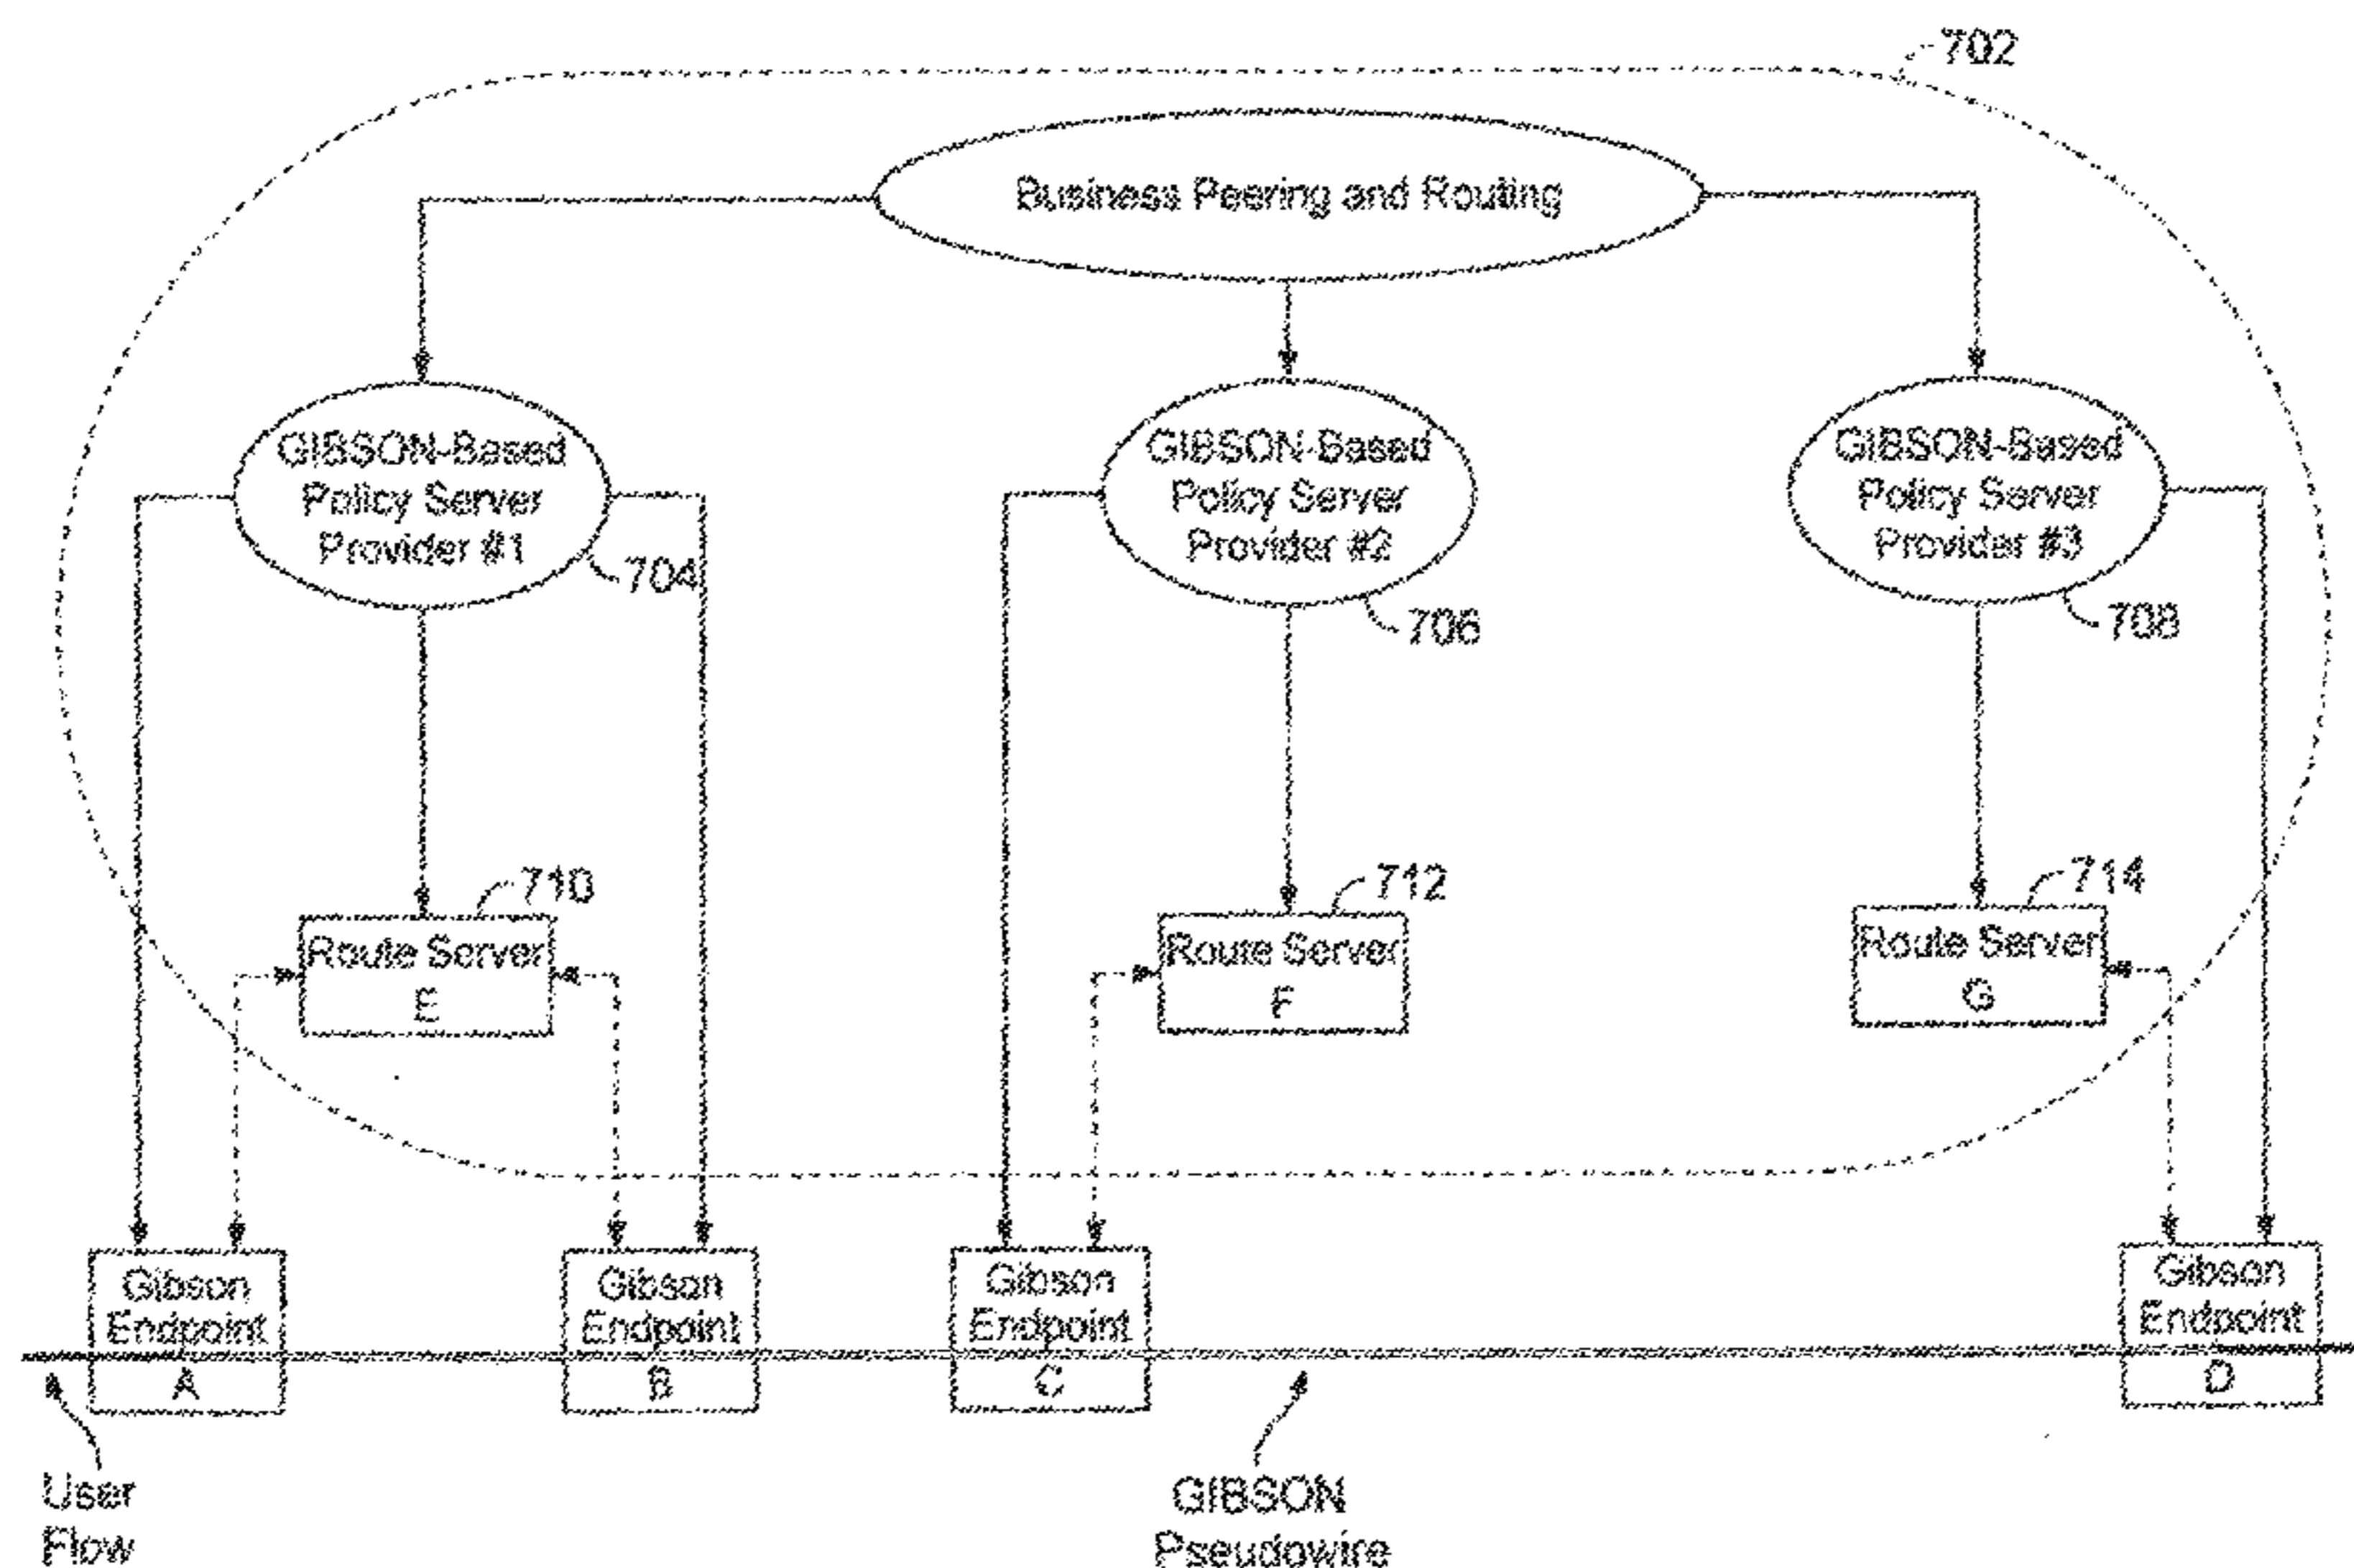 702
Business Peering and Routing
GIBSON-Based
Policy Server
Provider #1
704
GIBSON-Based
Policy Server
Provider #2
706
GIBSON-Based
Policy Server
Provider #3
708
710
Route Server
E
712
Route Server
F
714
Route Server
G
Gibson
Endpoint
A
Gibson
Endpoint
B
Gibson
Endpoint
C
Gibson
Endpoint
D
User
Flow
GIBSON
Pseudowire